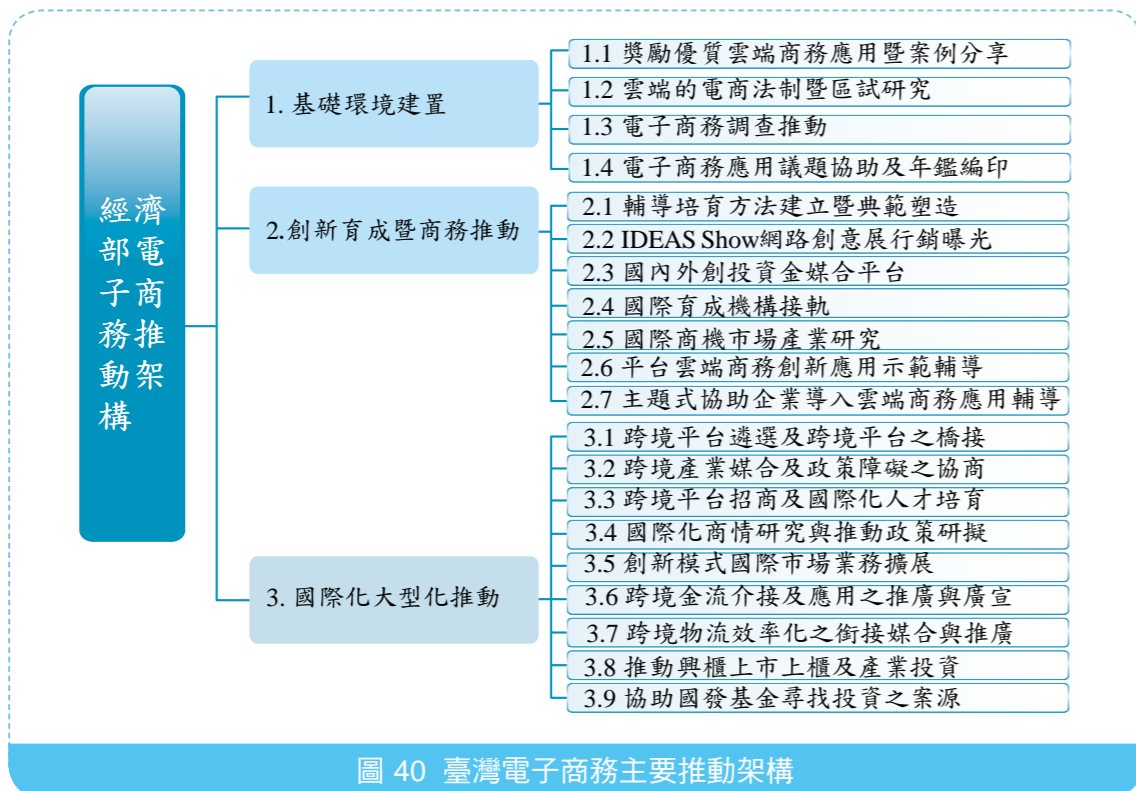 經濟部電子商務推動架構
1. 基礎環境建置
1.1 獎勵優質雲端商務應用暨案例分享
1.2 雲端的電商法制暨區試研究
1.3 電子商務調查推動
1.4 電子商務應用議題協助及年鑑編印
2.創新育成暨商務推動
2.1 輔導培育方法建立暨典範塑造
2.2 IDEAS Show網路創意展行銷曝光
2.3 國內外創投資金媒合平台
2.4 國際育成機構接軌
2.5 國際商機市場產業研究
2.6 平台雲端商務創新應用示範輔導
2.7 主題式協助企業導入雲端商務應用輔導
3. 國際化大型化推動
3.1 跨境平台遴選及跨境平台之橋接
3.2 跨境產業媒合及政策障礙之協商
3.3 跨境平台招商及國際化人才培育
3.4 國際化商情研究與推動政策研擬
3.5 創新模式國際市場業務擴展
3.6 跨境金流介接及應用之推廣與廣宣
3.7 跨境物流效率化之銜接媒合與推廣
3.8 推動興櫃上市上櫃及產業投資
3.9 協助國發基金尋找投資之案源
圖 40 臺灣電子商務主要推動架構